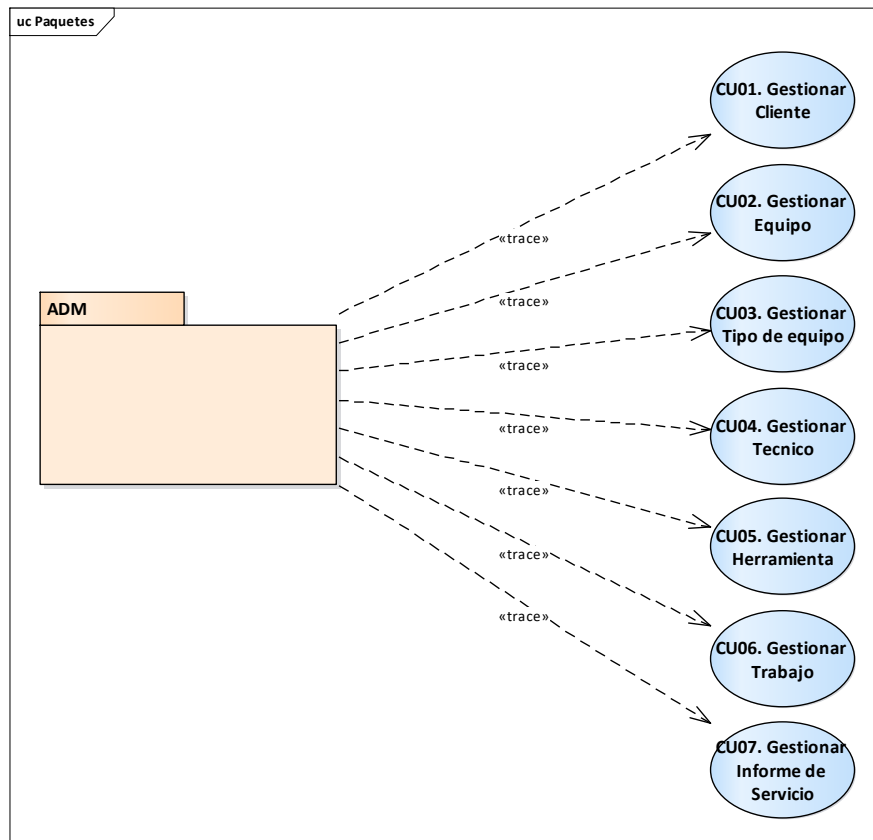 uc Paquetes
CU01. Gestionar
Cliente
CU02. Gestionar
Equipo
«trace»
ADM
CU03. Gestionar
Tipo de equipo
«trace»
«trace»
CU04. Gestionar
Tecnico
«trace»
CU05. Gestionar
Herramienta
«trace»
«trace»
CU06. Gestionar
Trabajo
«trace»
CU07. Gestionar
Informe de
Servicio